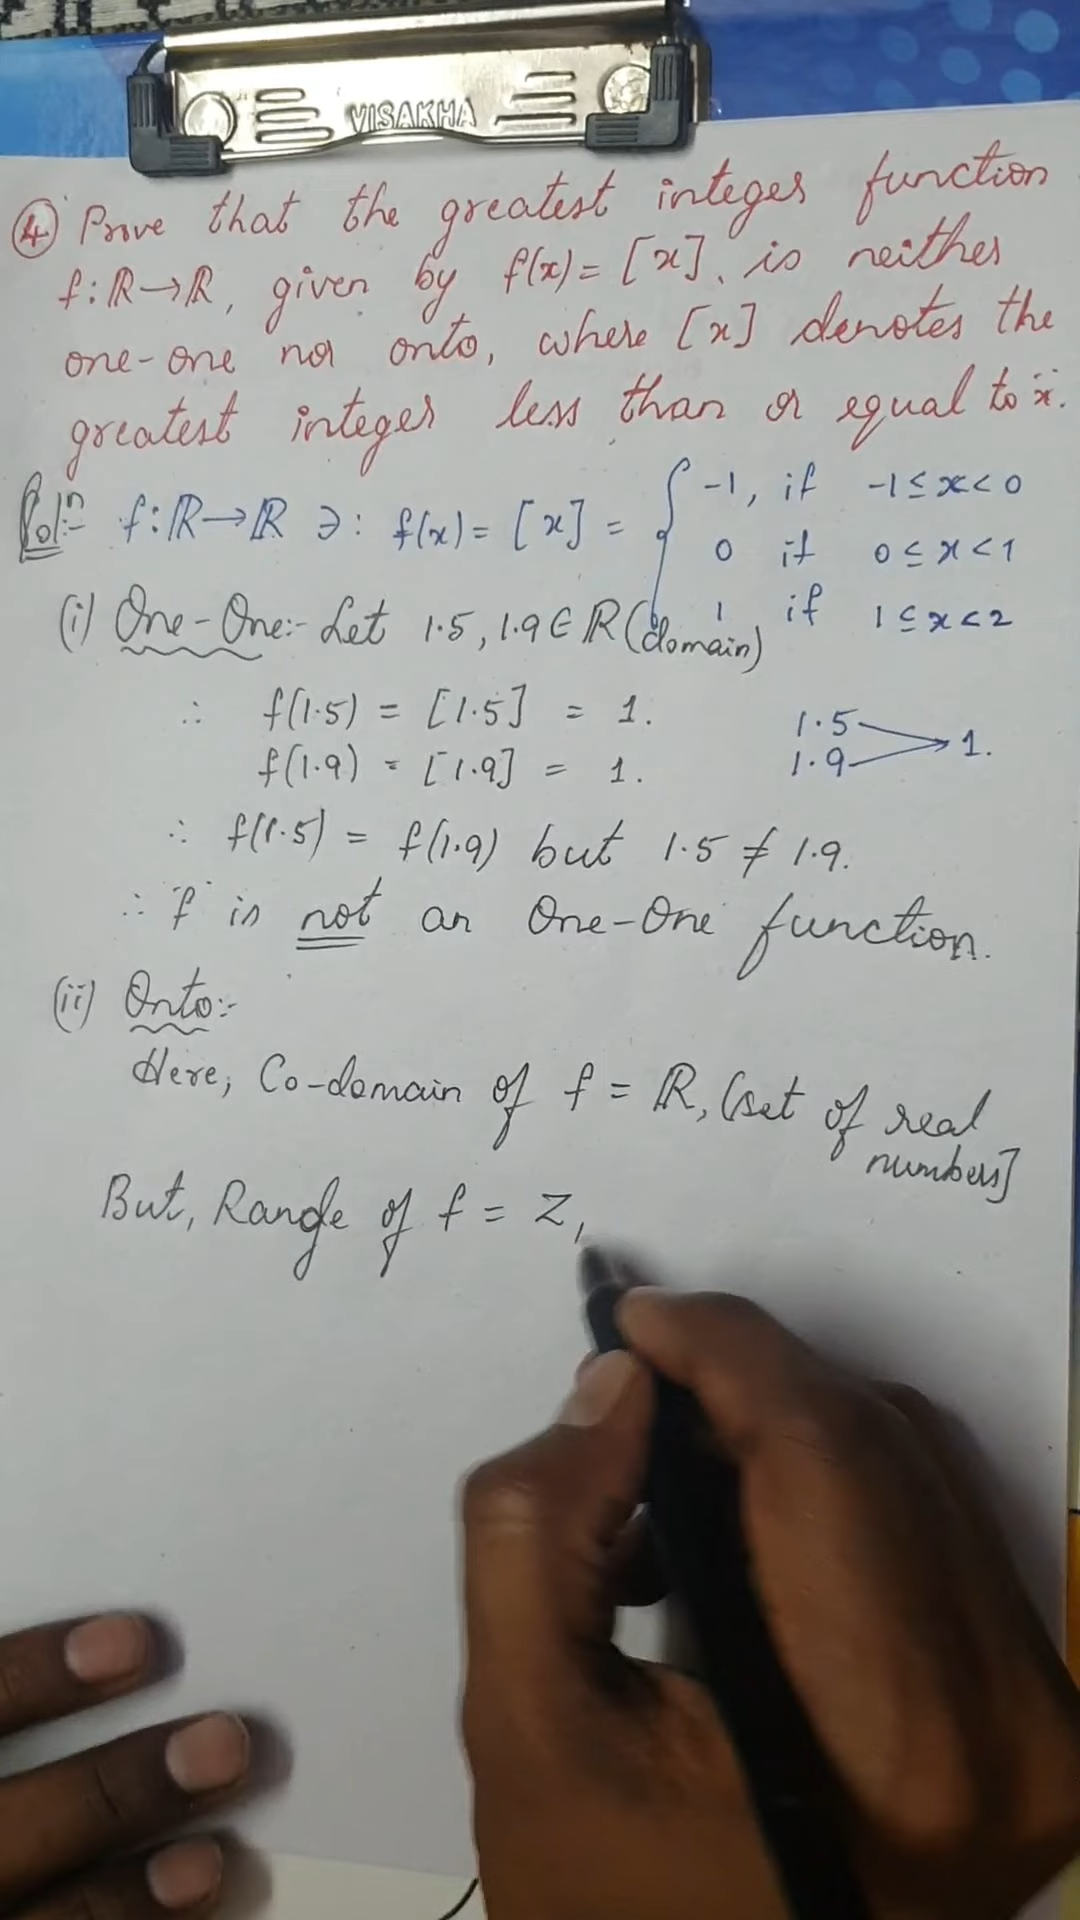 VISAKHA
④ Prove that the greatest integer function
f:ℝ→ℝ, given by f(x)=[x], is neither
one-one nor onto, where [x] denotes the
greatest integer less than or equal to x.
Solⁿ:- f:ℝ→ℝ ∋: f(x)=[x]= { -1, if -1≤x<0
0 if 0≤x<1
1 if 1≤x<2
(i) One-One:- Let 1.5, 1.9∈ℝ(domain)
∴ f(1.5) = [1.5] = 1.
f(1.9) = [1.9] = 1.
1.5
1.9 → 1.
∴ f(1.5) = f(1.9) but 1.5 ≠ 1.9.
∴ 'f' is not an One-One function.
(ii) Onto:-
Here, Co-domain of f = ℝ, (set of real
numbers]
But, Range of f = Z,